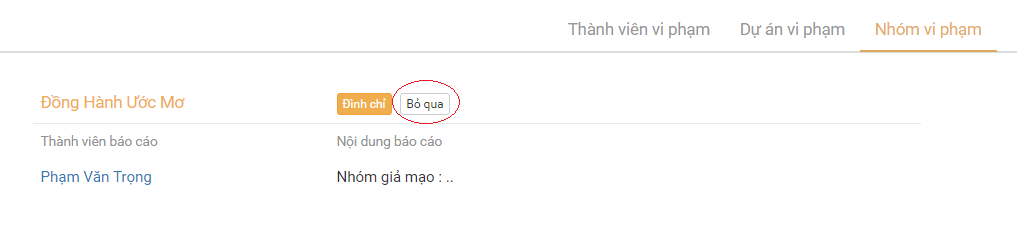 Thành viên vi phạm Dự án vi phạm Nhóm vi phạm
Đồng Hành Ước Mơ Đình chỉ Bỏ qua
Thành viên báo cáo Nội dung báo cáo
Phạm Văn Trọng Nhóm giả mạo : ..